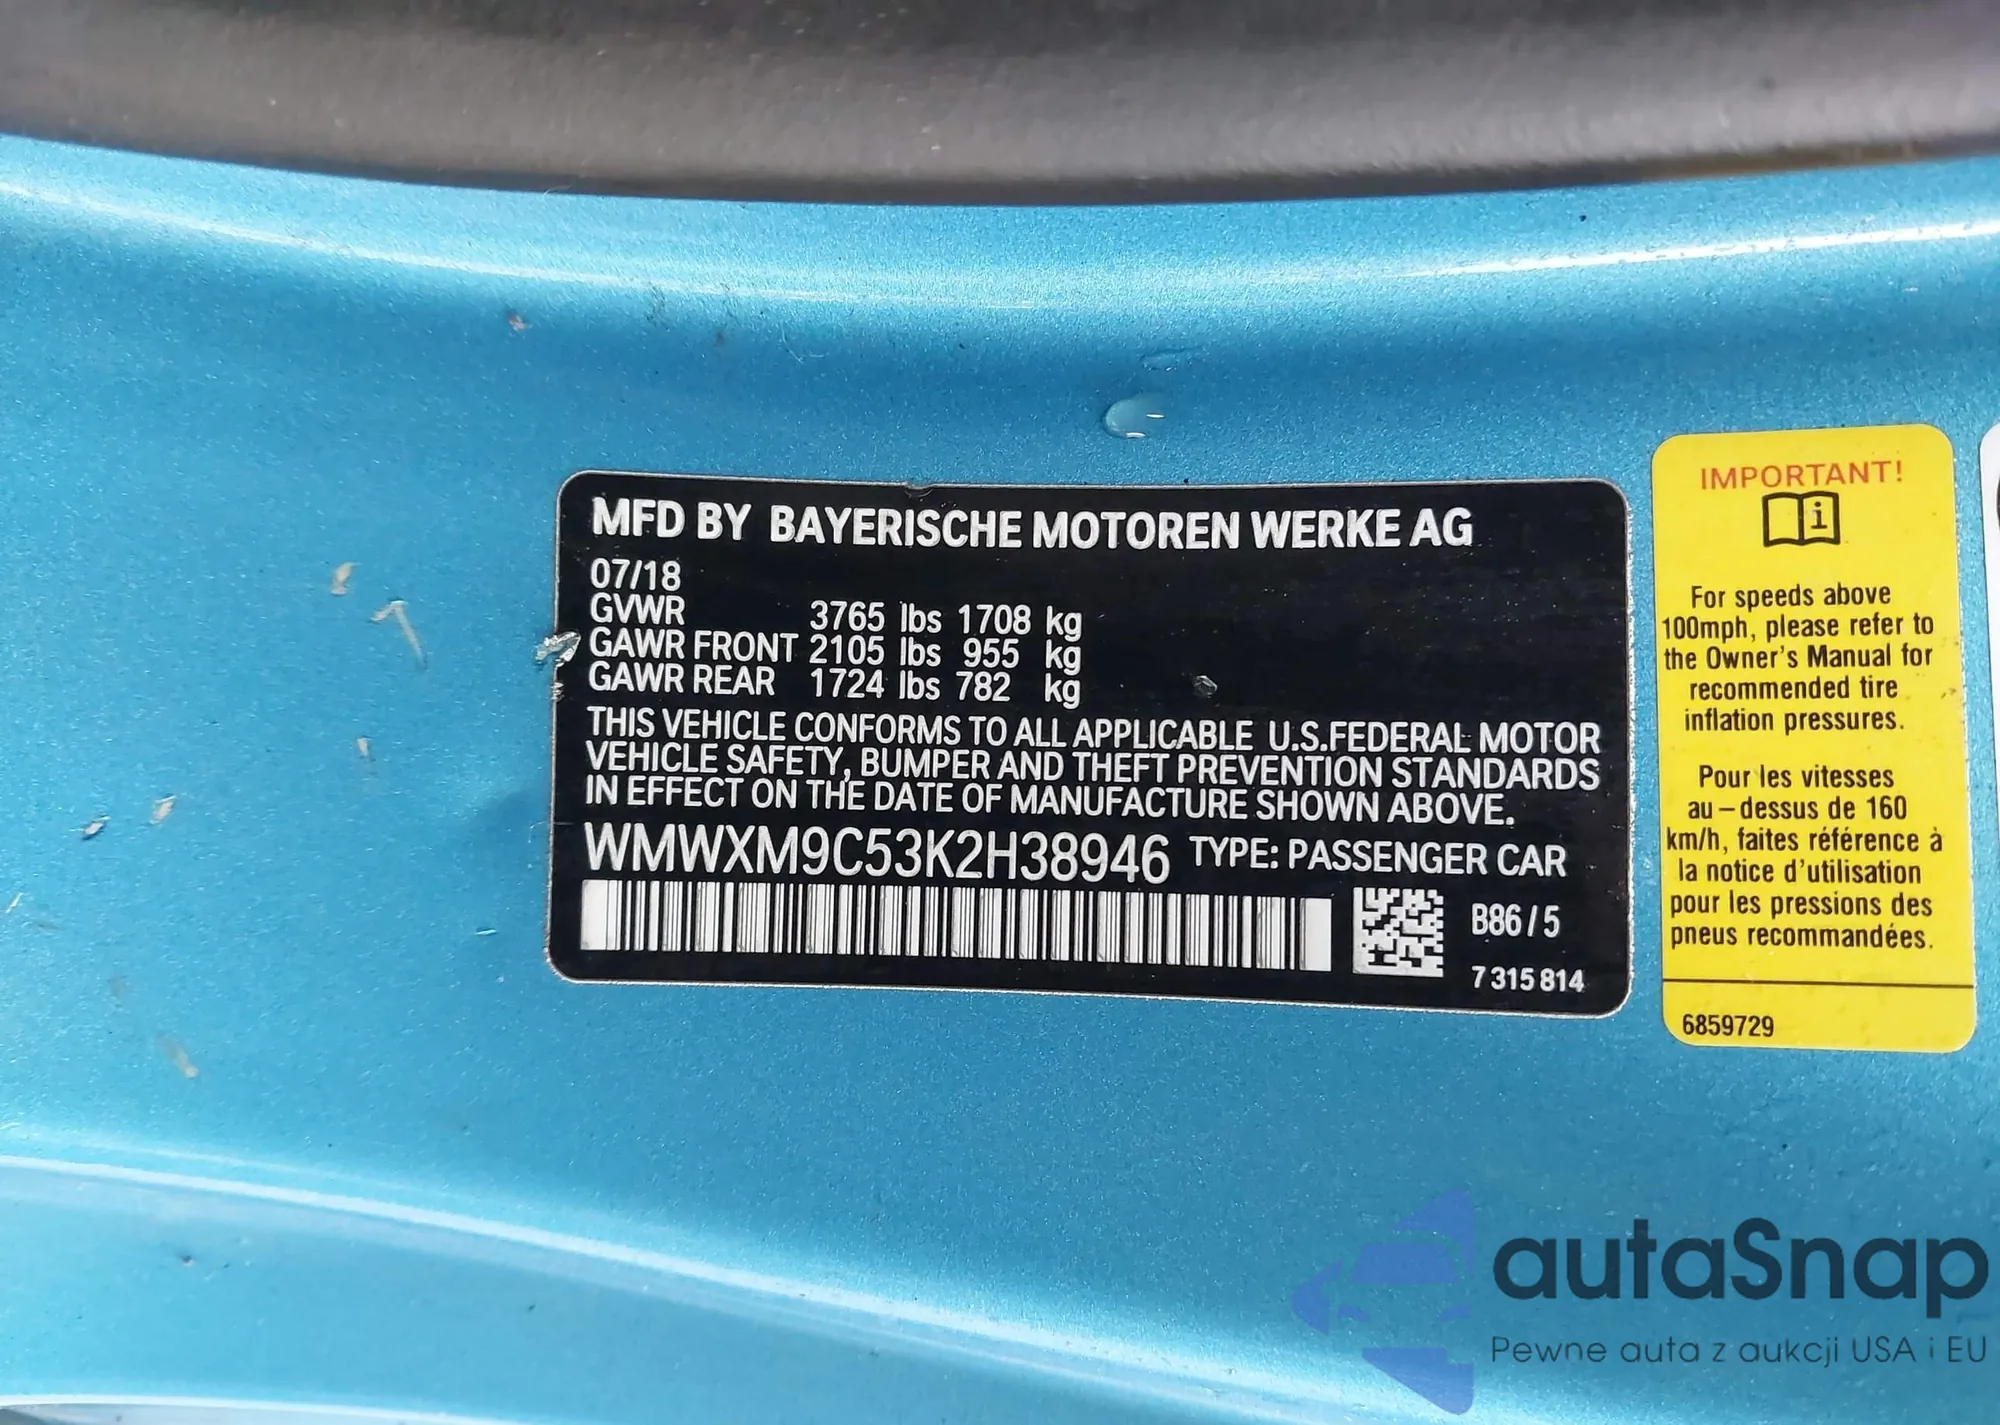 MFD BY BAYERISCHE MOTOREN WERKE AG
07/18
GVWR 3765 lbs 1708 kg
GAWR FRONT 2105 lbs 955 kg
GAWR REAR 1724 lbs 782 kg
THIS VEHICLE CONFORMS TO ALL APPLICABLE U.S.FEDERAL MOTOR
VEHICLE SAFETY, BUMPER AND THEFT PREVENTION STANDARDS
IN EFFECT ON THE DATE OF MANUFACTURE SHOWN ABOVE.
WMWXM9C53K2H38946 TYPE: PASSENGER CAR
B86/5
7 315 814
IMPORTANT!
i
For speeds above
100mph, please refer to
the Owner's Manual for
recommended tire
inflation pressures.
Pour les vitesses
au-dessus de 160
km/h, faites référence à
la notice d'utilisation
pour les pressions des
pneus recommandées.
6859729
autaSnap
Pewne auta z aukcji USA i EU